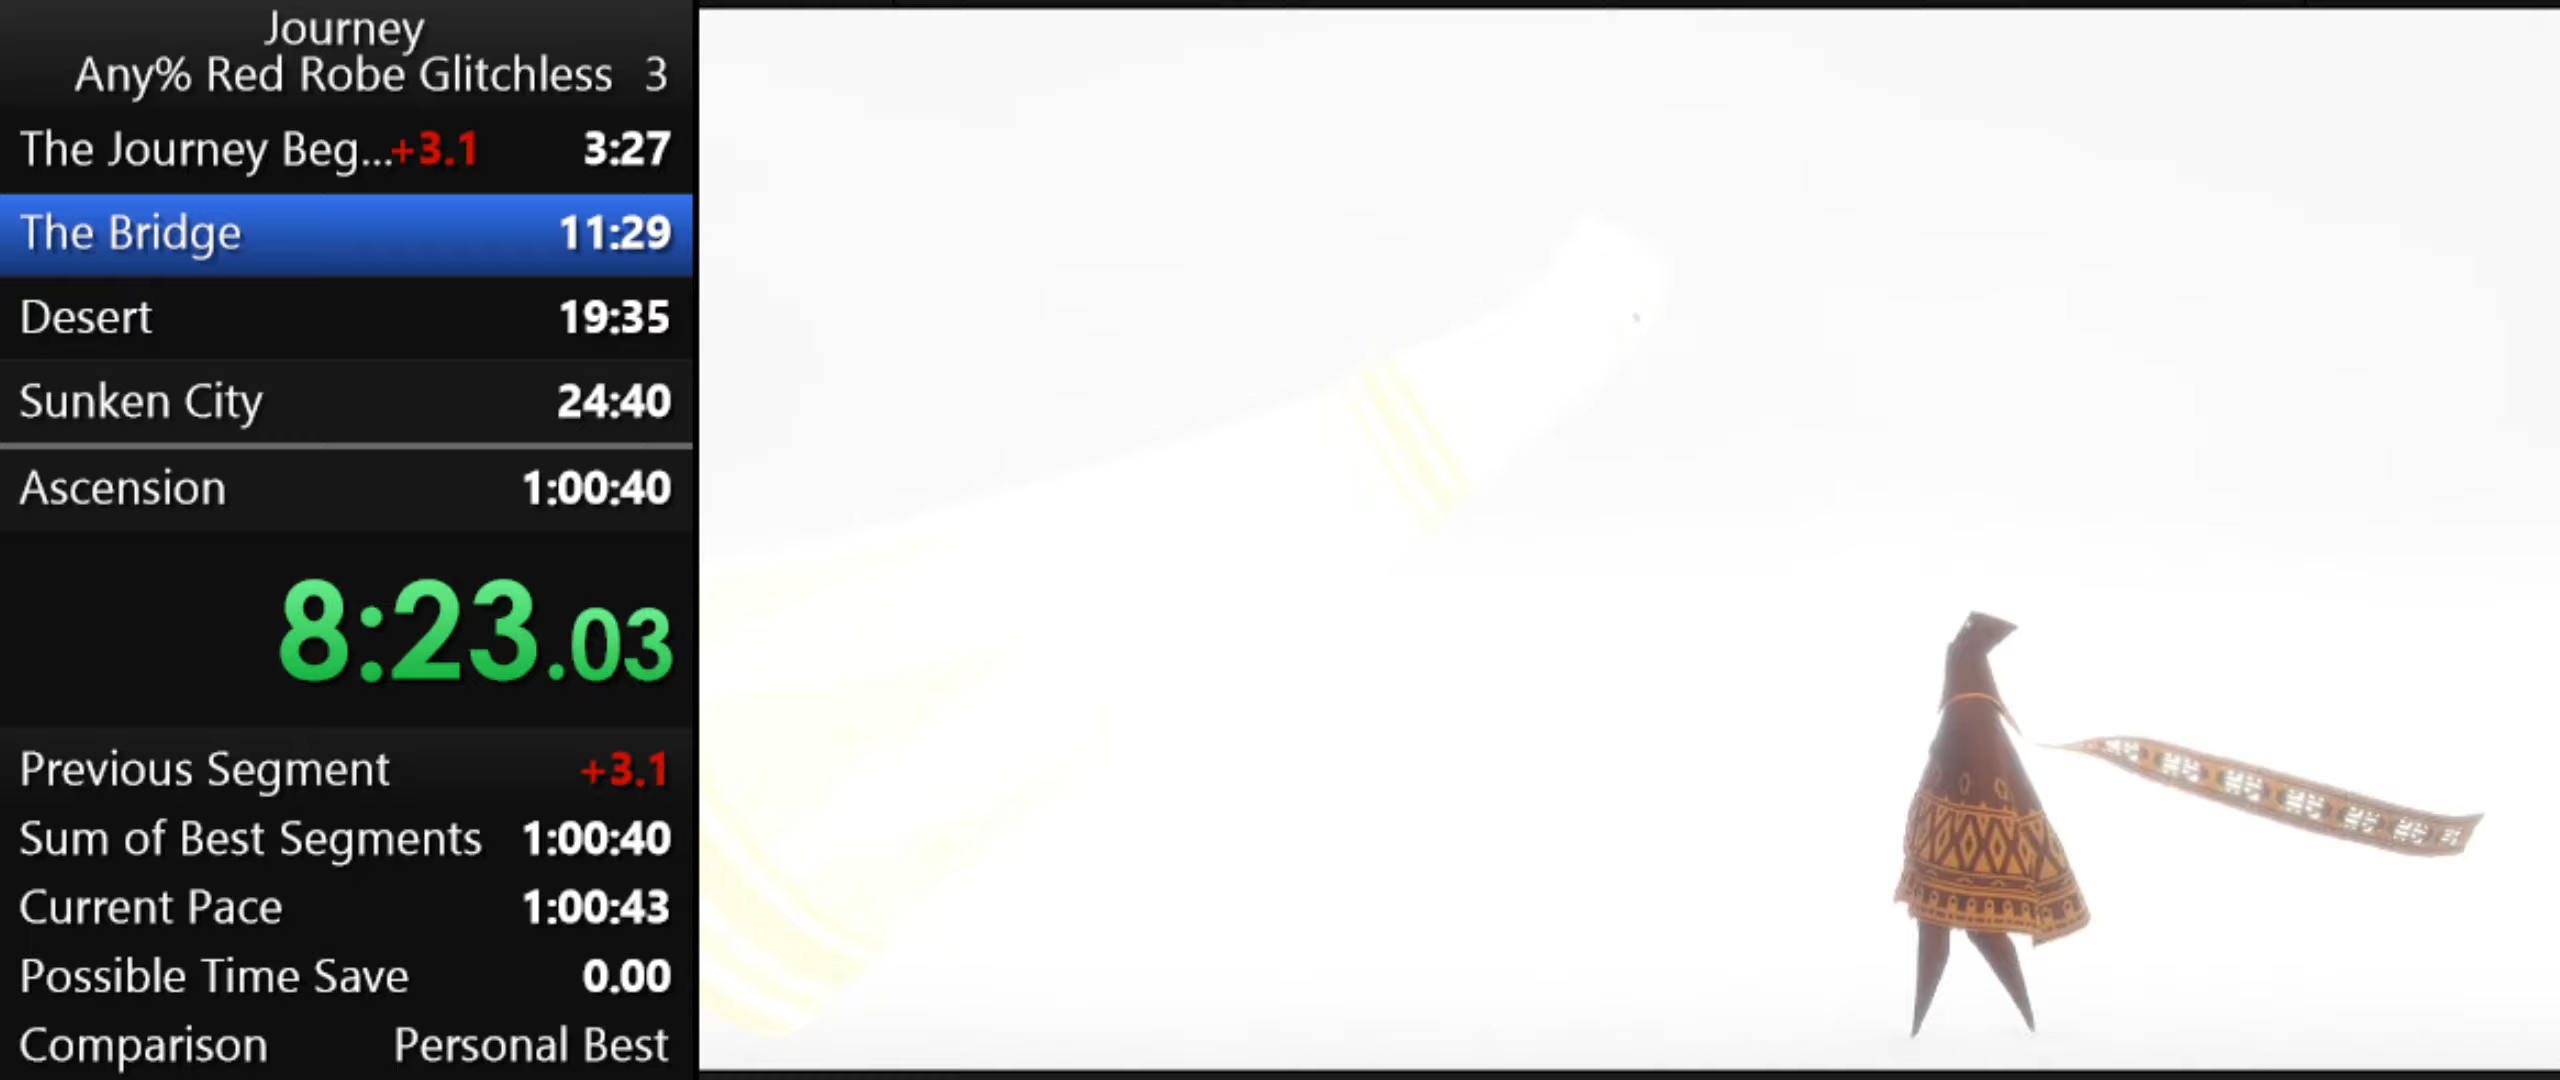 Journey
Any% Red Robe Glitchless 3
The Journey Beg... +3.1 3:27
The Bridge 11:29
Desert 19:35
Sunken City 24:40
Ascension 1:00:40
8:23.03
Previous Segment +3.1
Sum of Best Segments 1:00:40
Current Pace 1:00:43
Possible Time Save 0.00
Comparison Personal Best